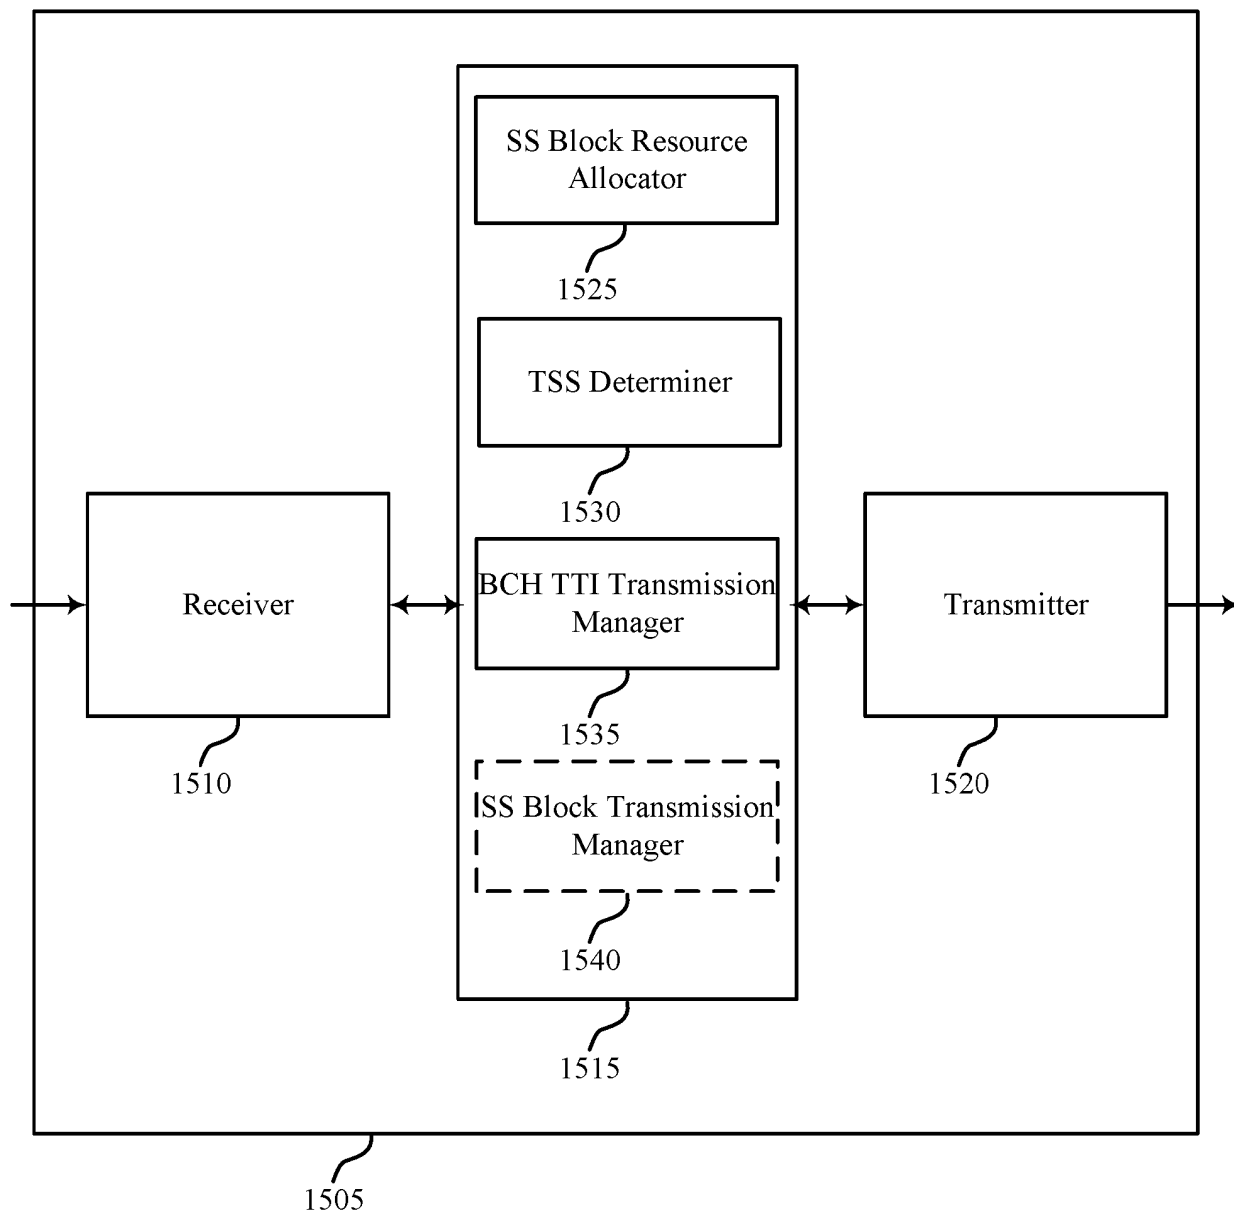 SS Block Resource
Allocator
1525
TSS Determiner
1530
Receiver
1510
BCH TTI Transmission
Manager
1535
Transmitter
1520
SS Block Transmission
Manager
1540
1515
1505